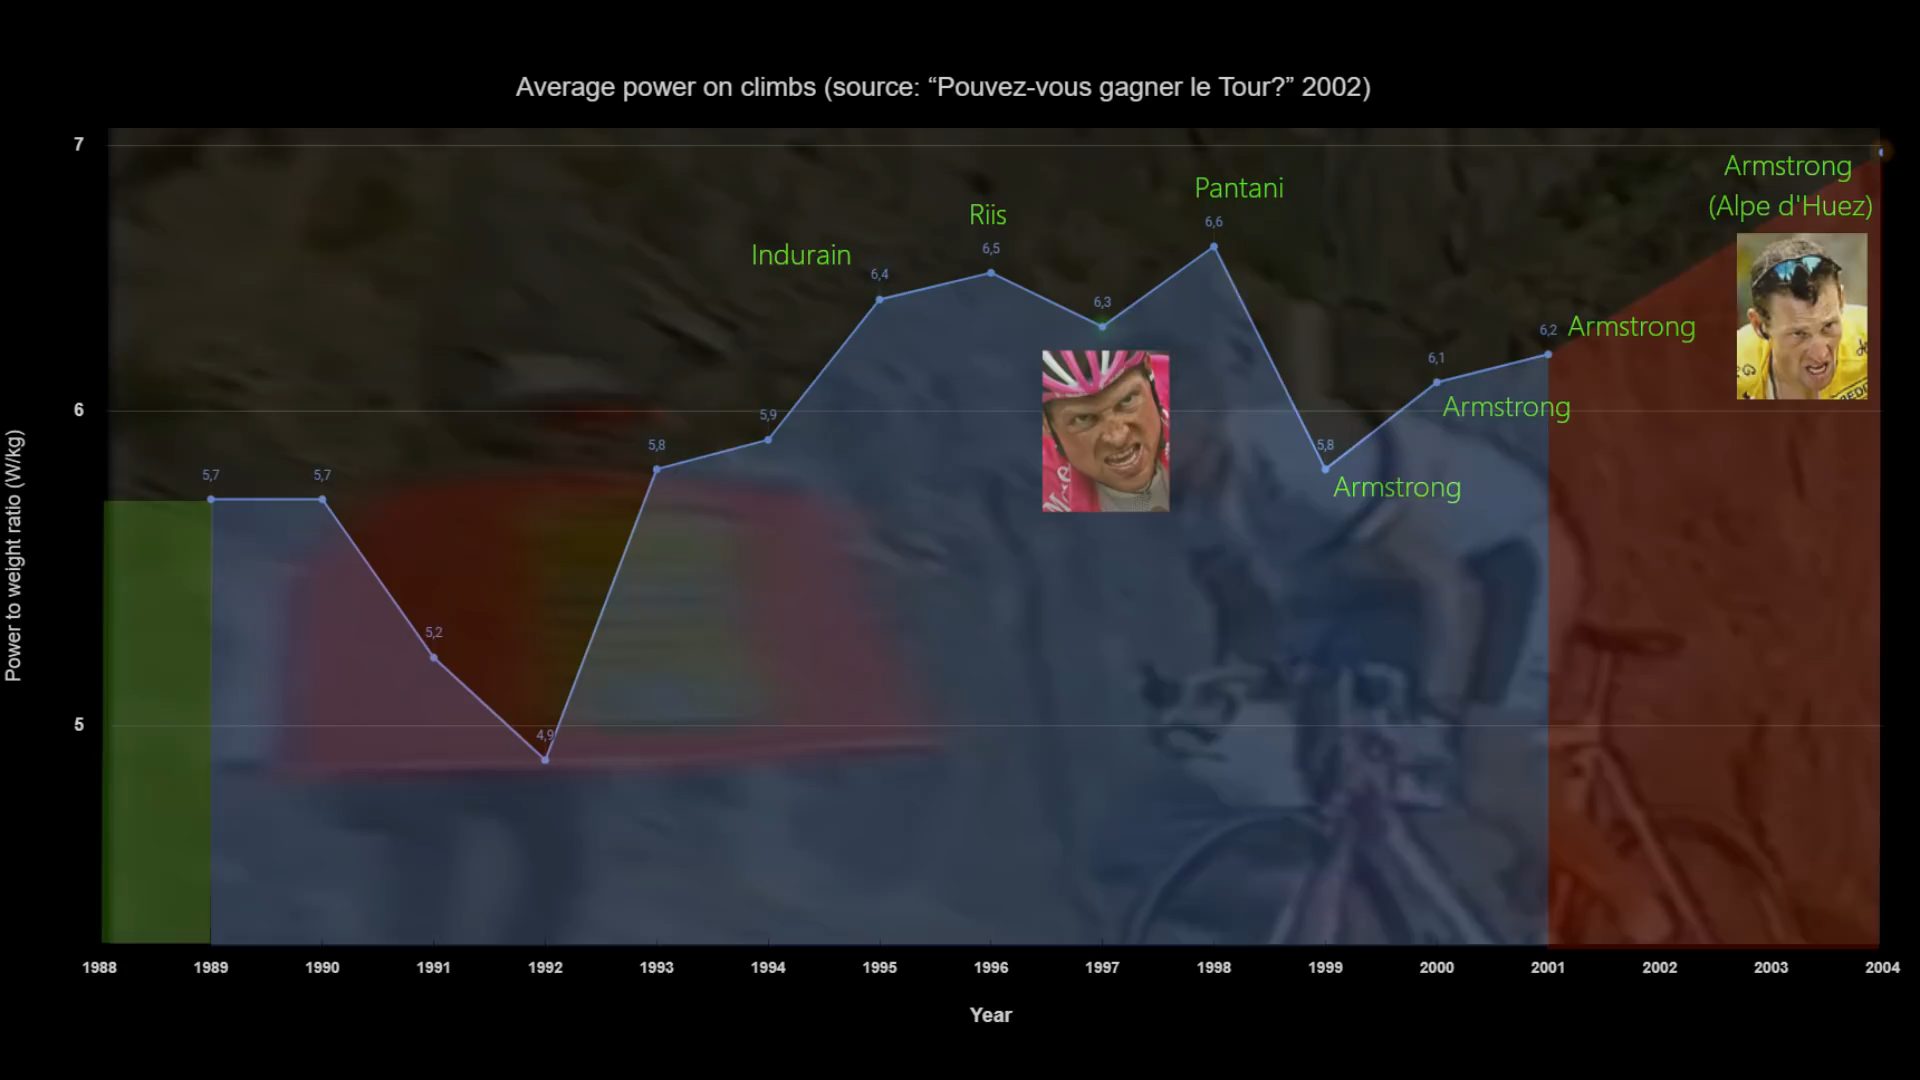 Average power on climbs (source: “Pouvez-vous gagner le Tour?” 2002)
7
Armstrong
(Alpe d'Huez)
Pantani
Riis
6,6
Indurain
6,5
6,4
6,3
6,2
Armstrong
6,1
6
5,9
Armstrong
5,8
5,8
5,7
5,7
Armstrong
Power to weight ratio (W/kg)
5,2
5
4,9
1988 1989 1990 1991 1992 1993 1994 1995 1996 1997 1998 1999 2000 2001 2002 2003 2004
Year